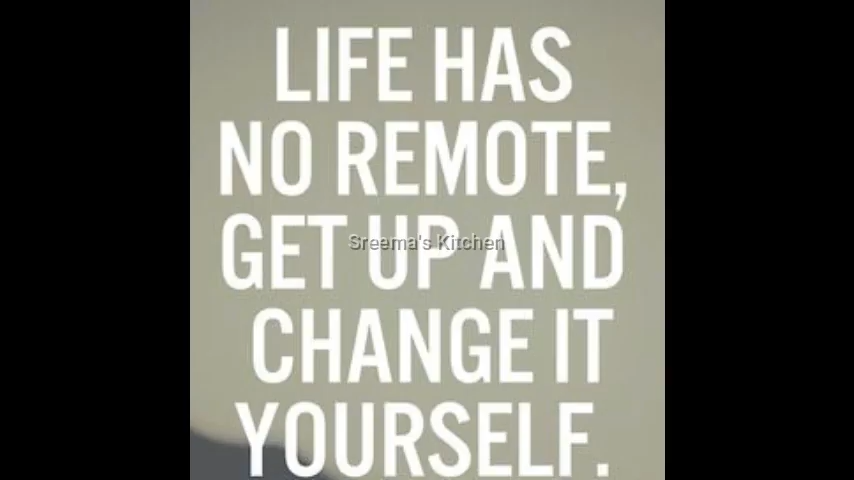 LIFE HAS
NO REMOTE,
GET UP AND
Sreema's Kitchen
CHANGE IT
YOURSELF.